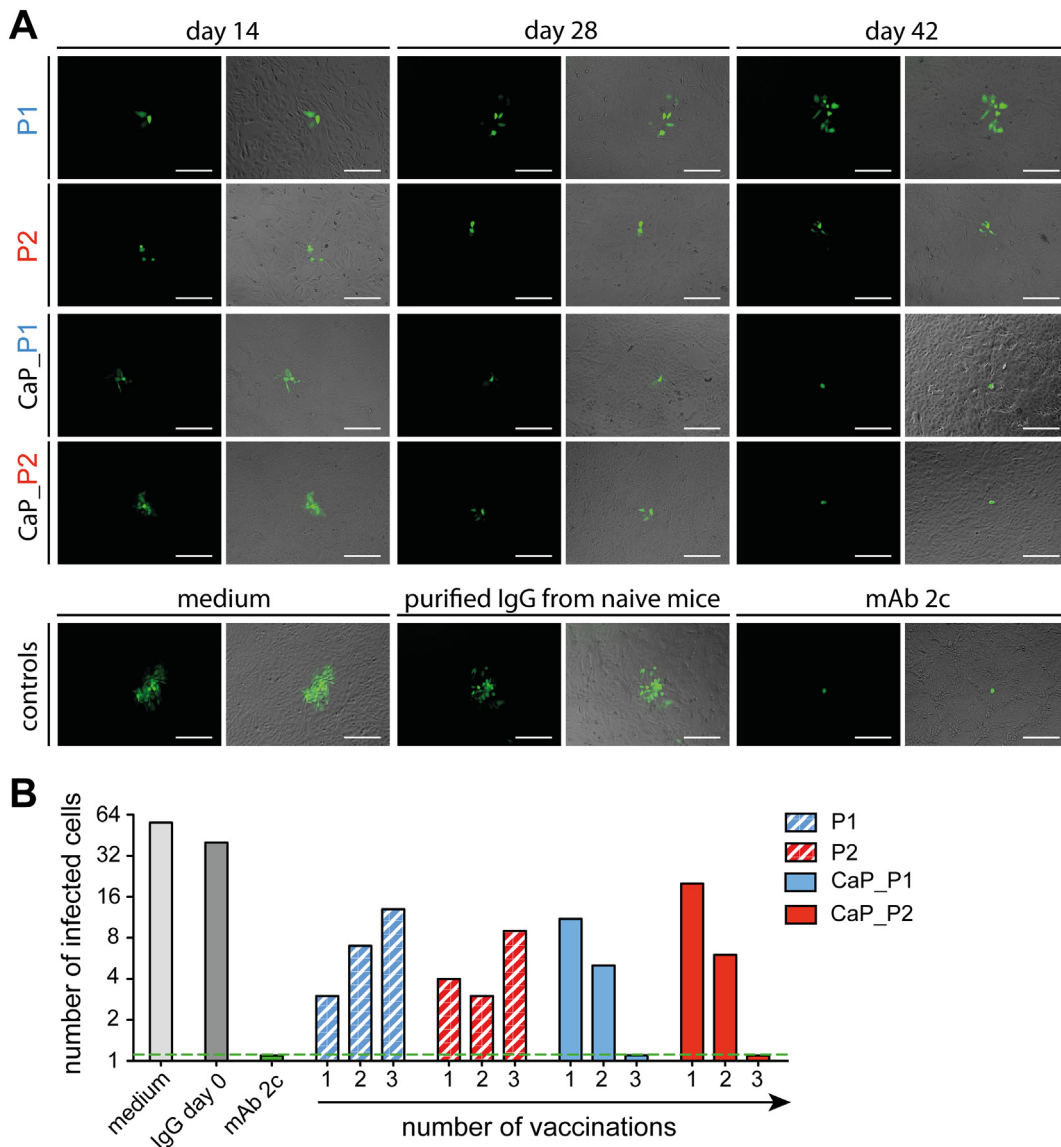 A
day 14 day 28 day 42
P1
P2
CaP_P1
CaP_P2
medium purified IgG from naive mice mAb 2c
controls
B
number of infected cells
64
32
16
8
4
2
1
P1
P2
CaP_P1
CaP_P2
1 2 3 1 2 3 1 2 3 1 2 3
medium IgG day 0 mAb 2c
number of vaccinations